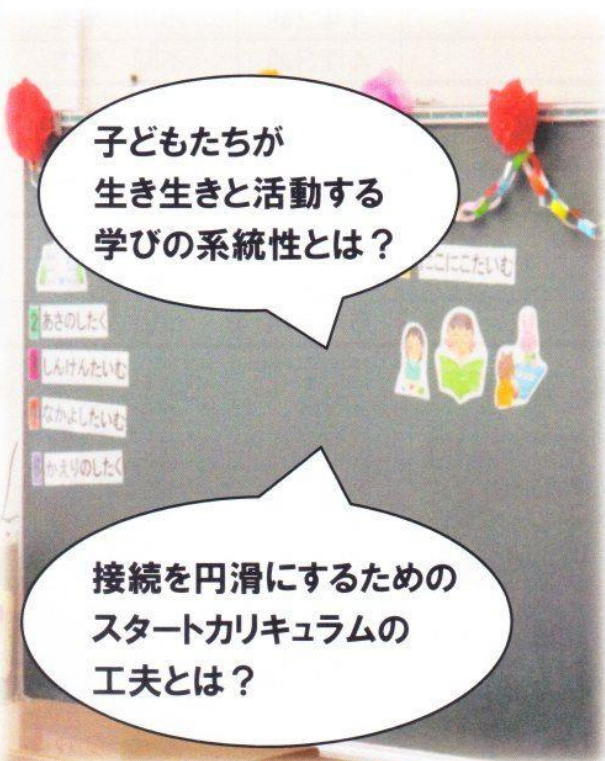 子どもたちが
生き生きと活動する
学びの系統性とは？
にこにこたいむ
2 あさのしたく
しんけんたいむ
なかよしたいむ
かえりのしたく
接続を円滑にするための
スタートカリキュラムの
工夫とは？